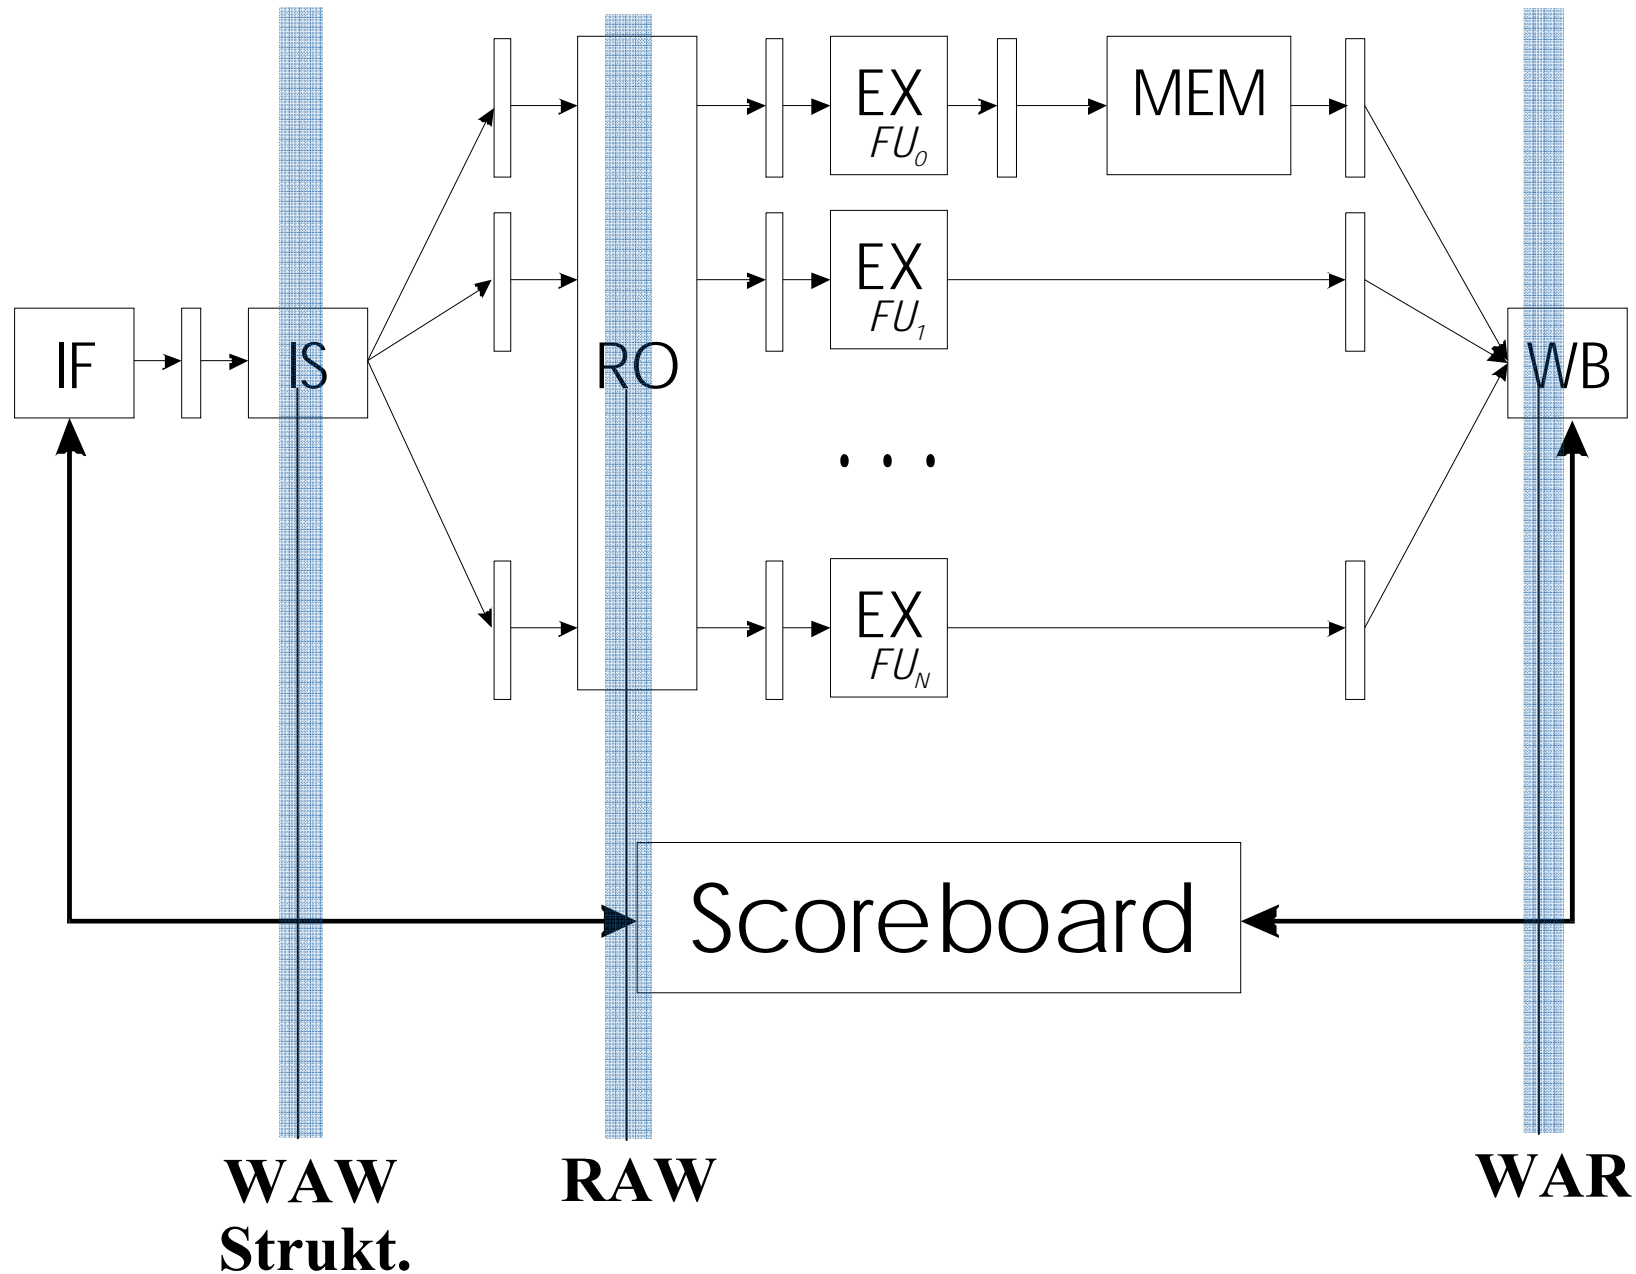 EX
FU0
MEM
EX
FU1
IF
IS
RO
WB
. . .
EX
FUN
Scoreboard
WAW
Strukt.
RAW
WAR